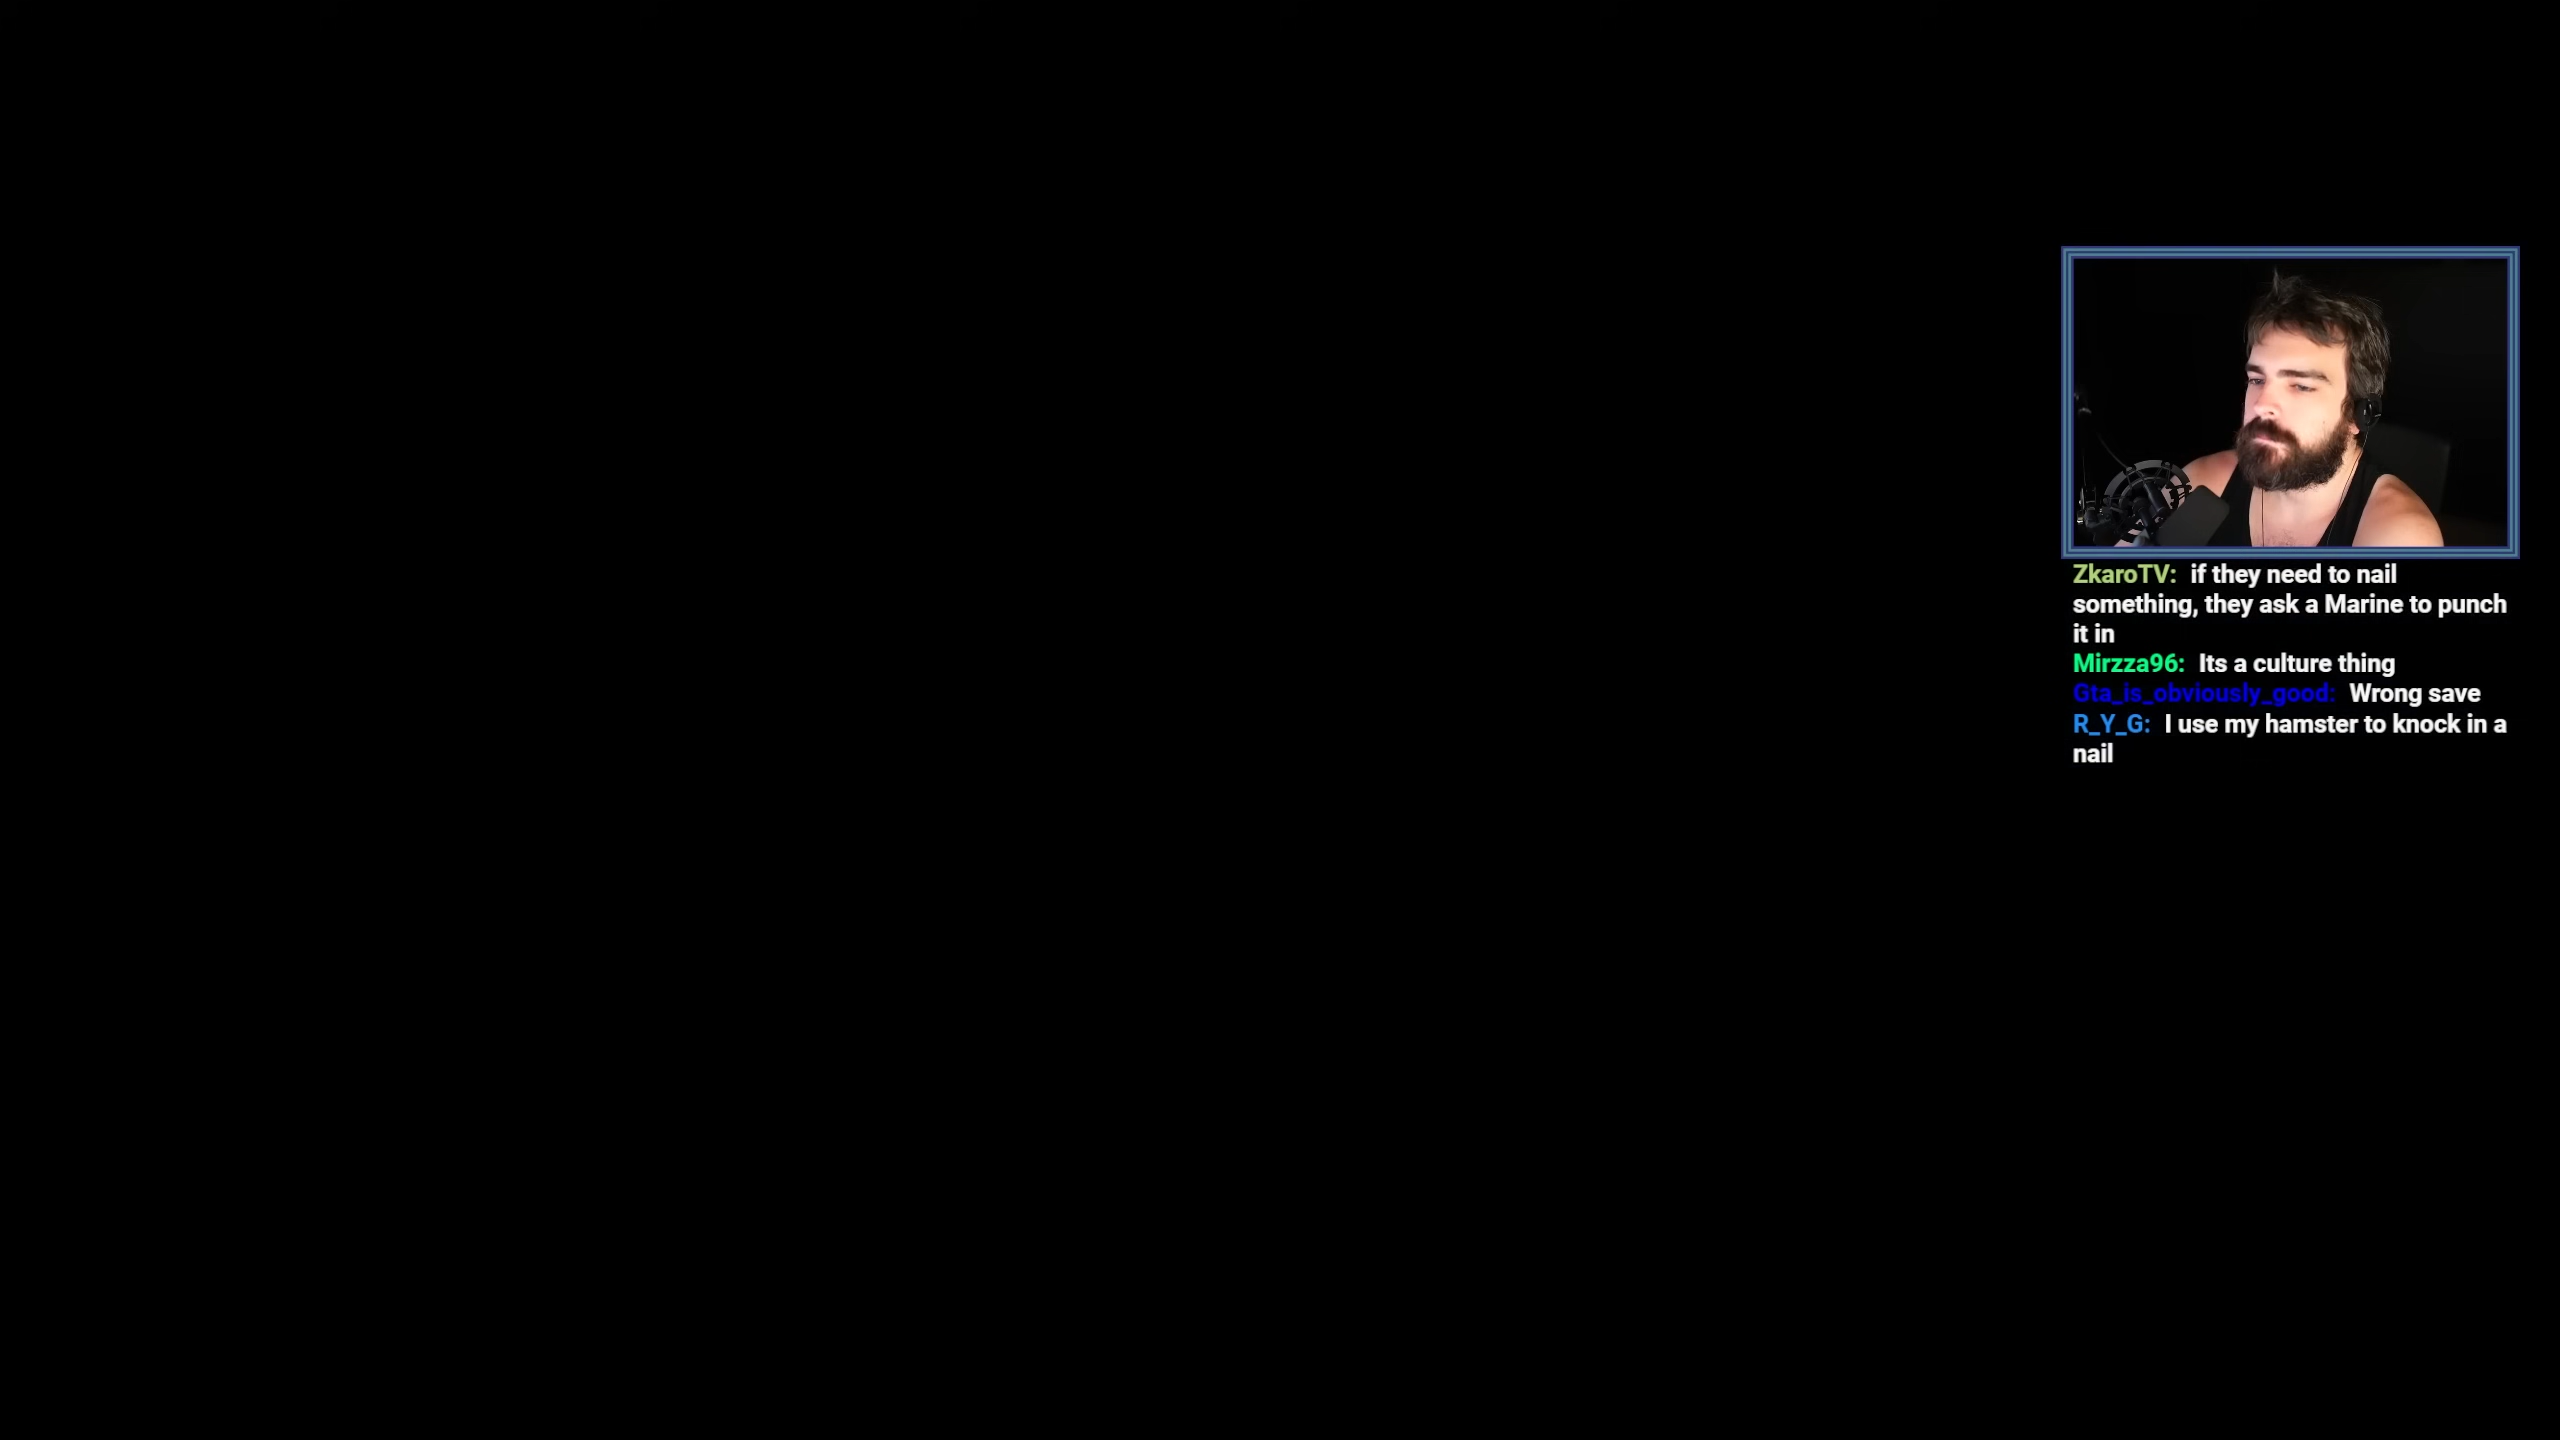 ZkaroTV: if they need to nail
something, they ask a Marine to punch
it in
Mirzza96: Its a culture thing
Gta_is_obviously_good: Wrong save
R_Y_G: I use my hamster to knock in a
nail